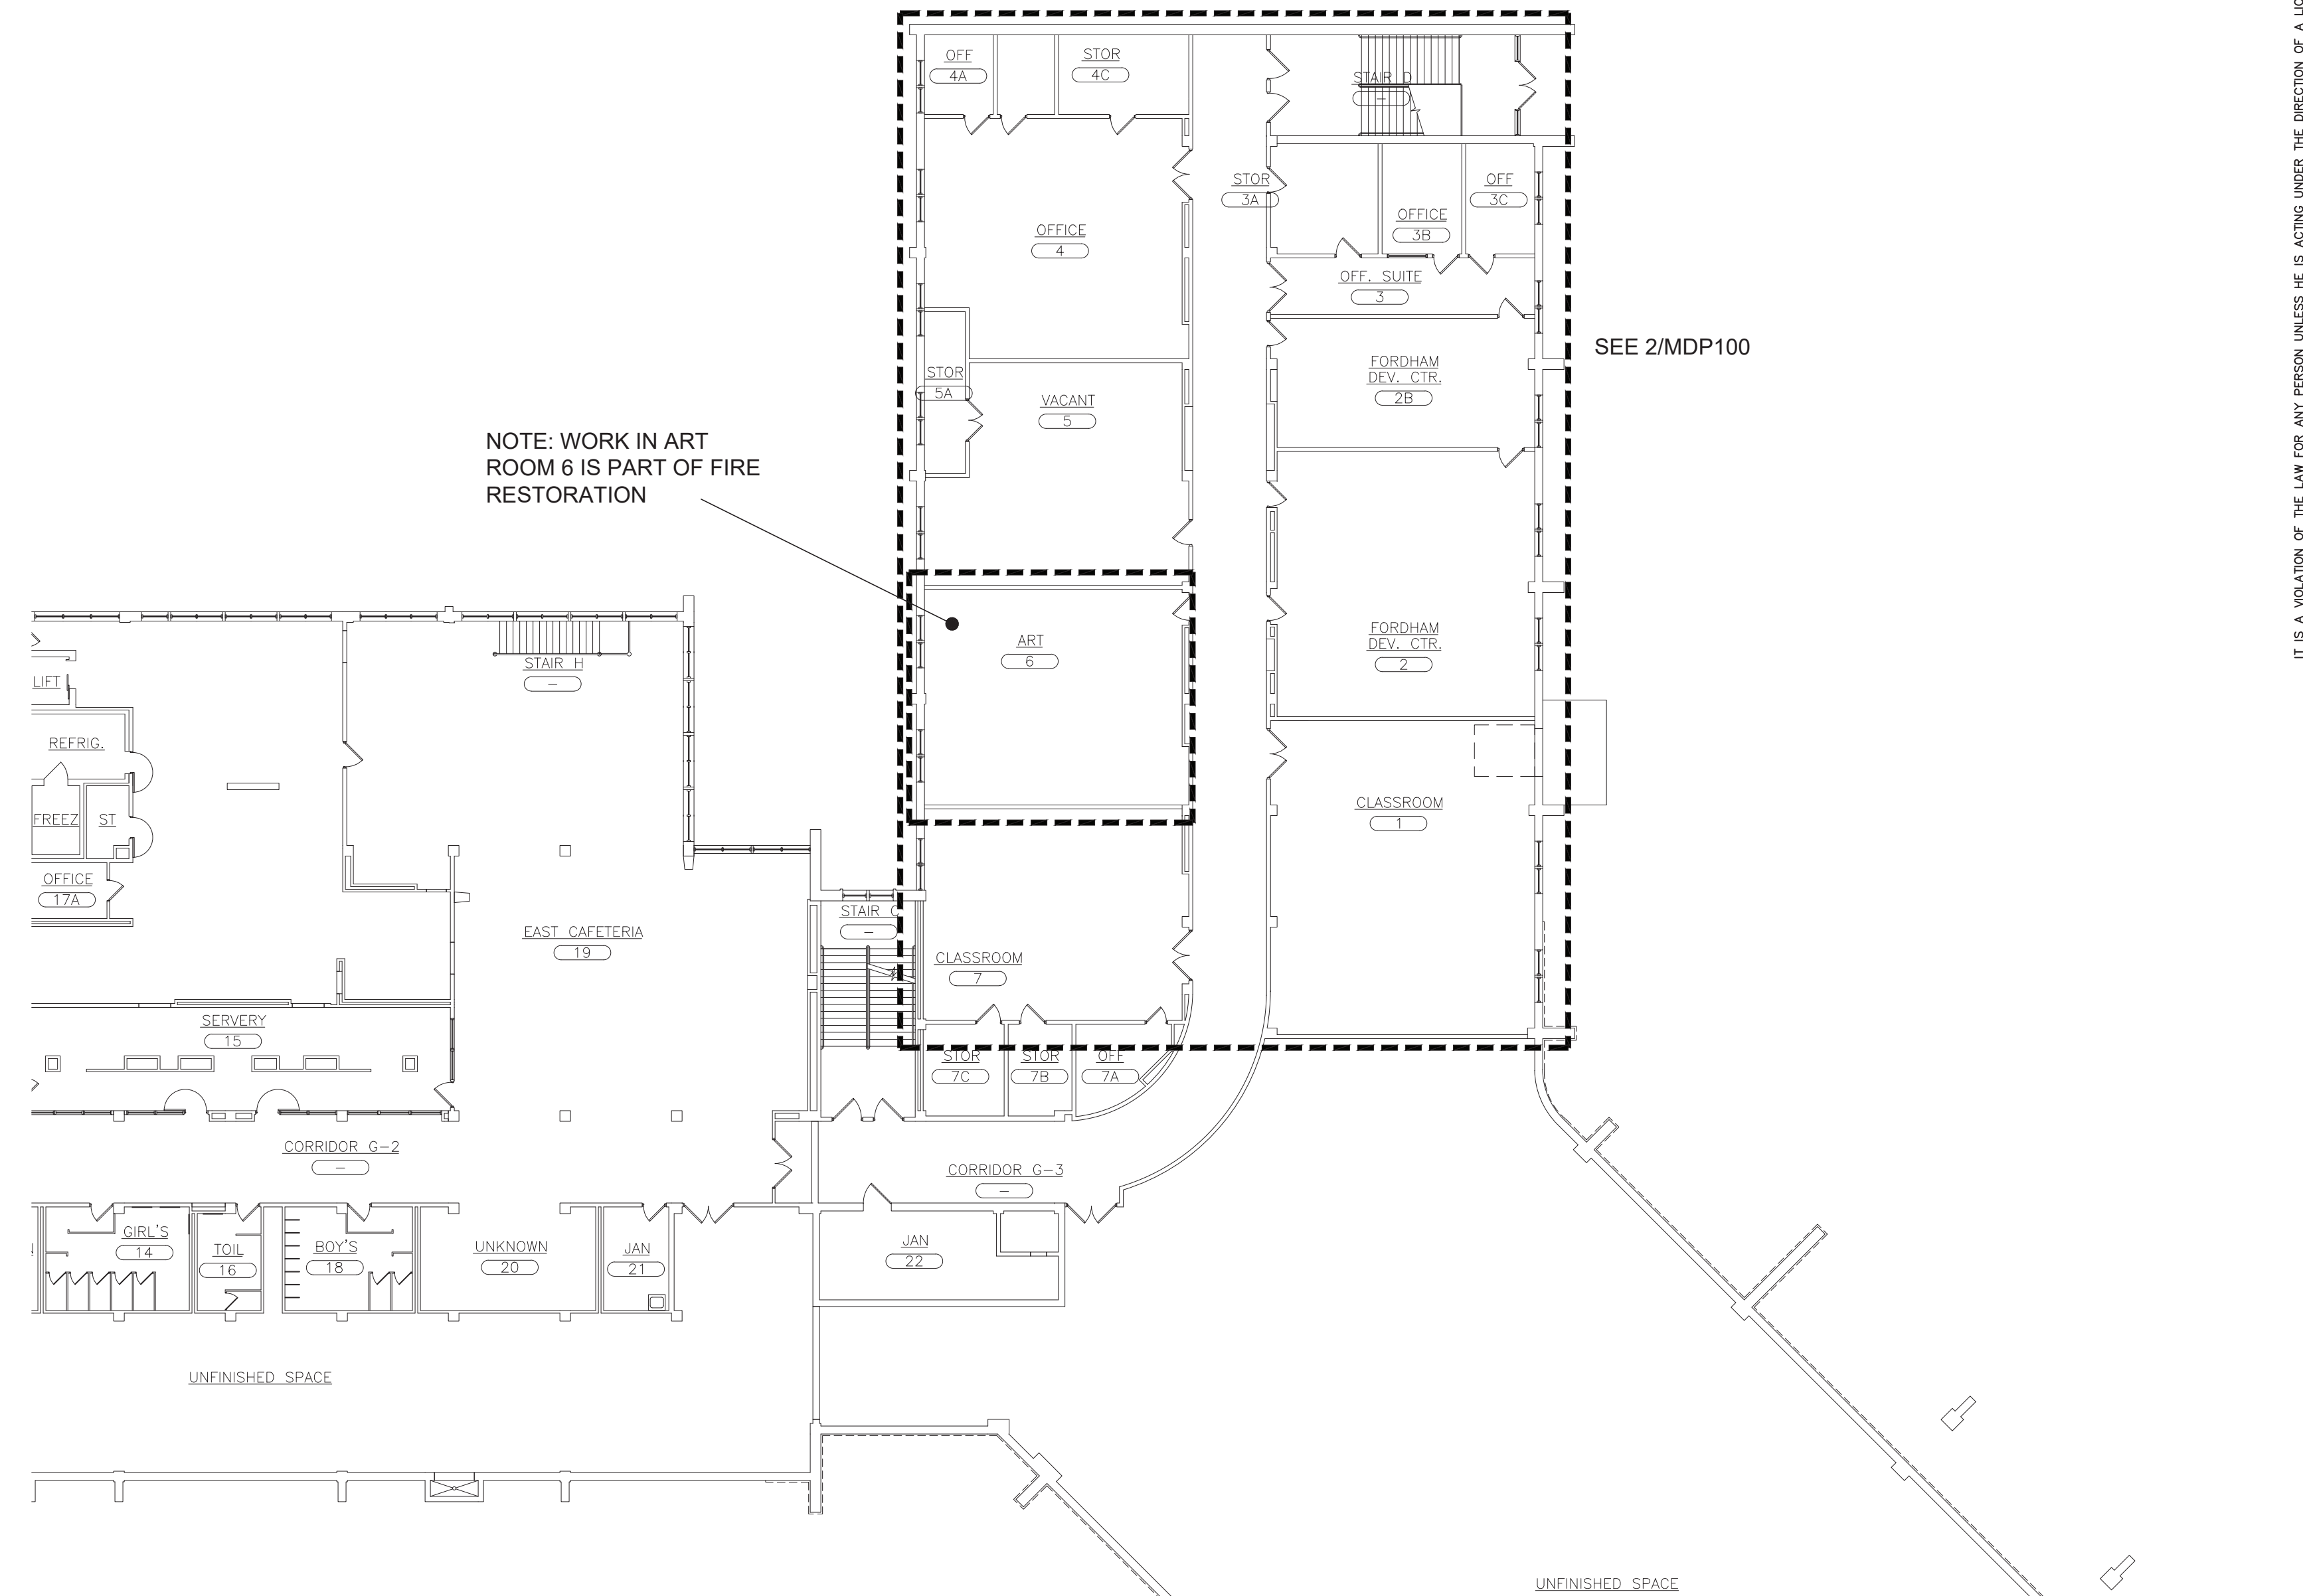 OFF
4A
STOR
4C
STAIR D
-
STOR
3A
OFFICE
3B
OFF
3C
OFFICE
4
OFF. SUITE
3
SEE 2/MDP100
STOR
5A
VACANT
5
FORDHAM
DEV. CTR.
2B
NOTE: WORK IN ART
ROOM 6 IS PART OF FIRE
RESTORATION
ART
6
FORDHAM
DEV. CTR.
2
STAIR H
-
LIFT
REFRIG.
FREEZ
ST
OFFICE
17A
CLASSROOM
1
EAST CAFETERIA
19
STAIR C
-
CLASSROOM
7
SERVERY
15
STOR
7C
STOR
7B
OFF
7A
CORRIDOR G-2
-
CORRIDOR G-3
-
GIRL'S
14
TOIL
16
BOY'S
18
UNKNOWN
20
JAN
21
JAN
22
UNFINISHED SPACE
UNFINISHED SPACE
IT IS A VIOLATION OF THE LAW FOR ANY PERSON UNLESS HE IS ACTING UNDER THE DIRECTION OF A